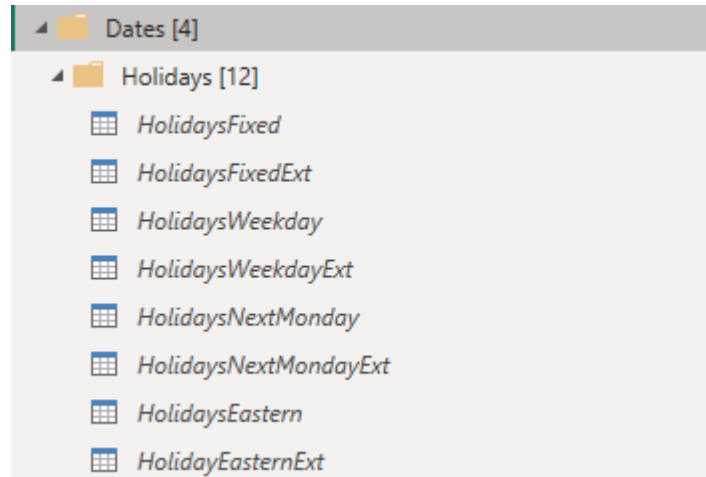 Dates [4]
Holidays [12]
HolidaysFixed
HolidaysFixedExt
HolidaysWeekday
HolidaysWeekdayExt
HolidaysNextMonday
HolidaysNextMondayExt
HolidaysEastern
HolidayEasternExt